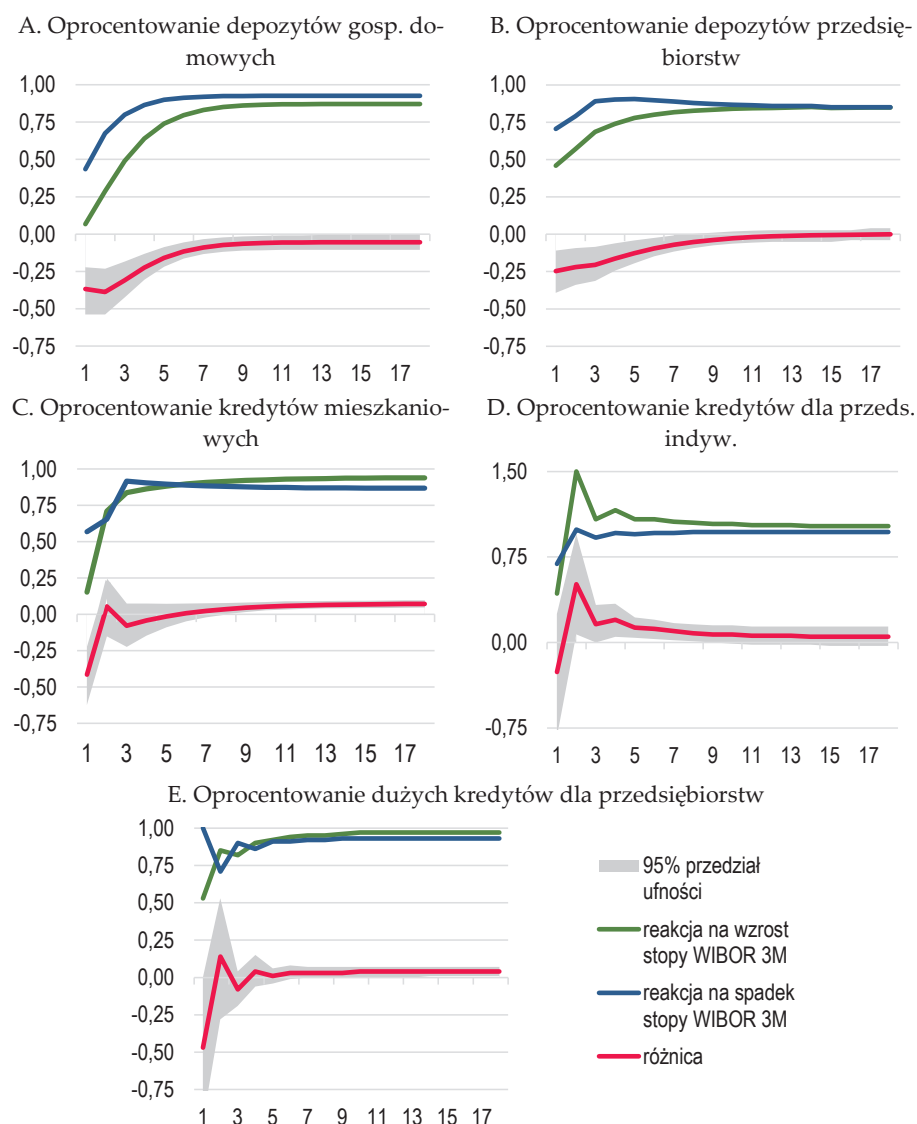 A. Oprocentowanie depozytów gosp. do-
mowych
1,00
0,75
0,50
0,25
0,00
-0,25
-0,50
-0,75
1 3 5 7 9 11 13 15 17
B. Oprocentowanie depozytów przedsię-
biorstw
1,00
0,75
0,50
0,25
0,00
-0,25
-0,50
-0,75
1 3 5 7 9 11 13 15 17
C. Oprocentowanie kredytów mieszkanio-
wych
1,00
0,75
0,50
0,25
0,00
-0,25
-0,50
-0,75
1 3 5 7 9 11 13 15 17
D. Oprocentowanie kredytów dla przeds.
indyw.
1,50
0,75
0,00
-0,75
1 3 5 7 9 11 13 15 17
E. Oprocentowanie dużych kredytów dla przedsiębiorstw
1,00
0,75
0,50
0,25
0,00
-0,25
-0,50
-0,75
1 3 5 7 9 11 13 15 17
95% przedział
ufności
reakcja na wzrost
stopy WIBOR 3M
reakcja na spadek
stopy WIBOR 3M
różnica